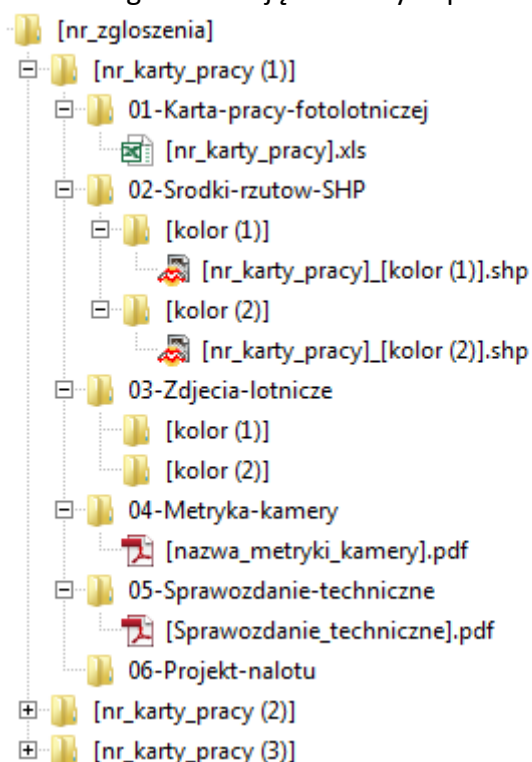 [nr_zgloszenia]
[nr_karty_pracy (1)]
01-Karta-pracy-fotolotniczej
[nr_karty_pracy].xls
02-Srodki-rzutow-SHP
[kolor (1)]
[nr_karty_pracy]_[kolor (1)].shp
[kolor (2)]
[nr_karty_pracy]_[kolor (2)].shp
03-Zdjecia-lotnicze
[kolor (1)]
[kolor (2)]
04-Metryka-kamery
[nazwa_metryki_kamery].pdf
05-Sprawozdanie-techniczne
[Sprawozdanie_techniczne].pdf
06-Projekt-nalotu
[nr_karty_pracy (2)]
[nr_karty_pracy (3)]